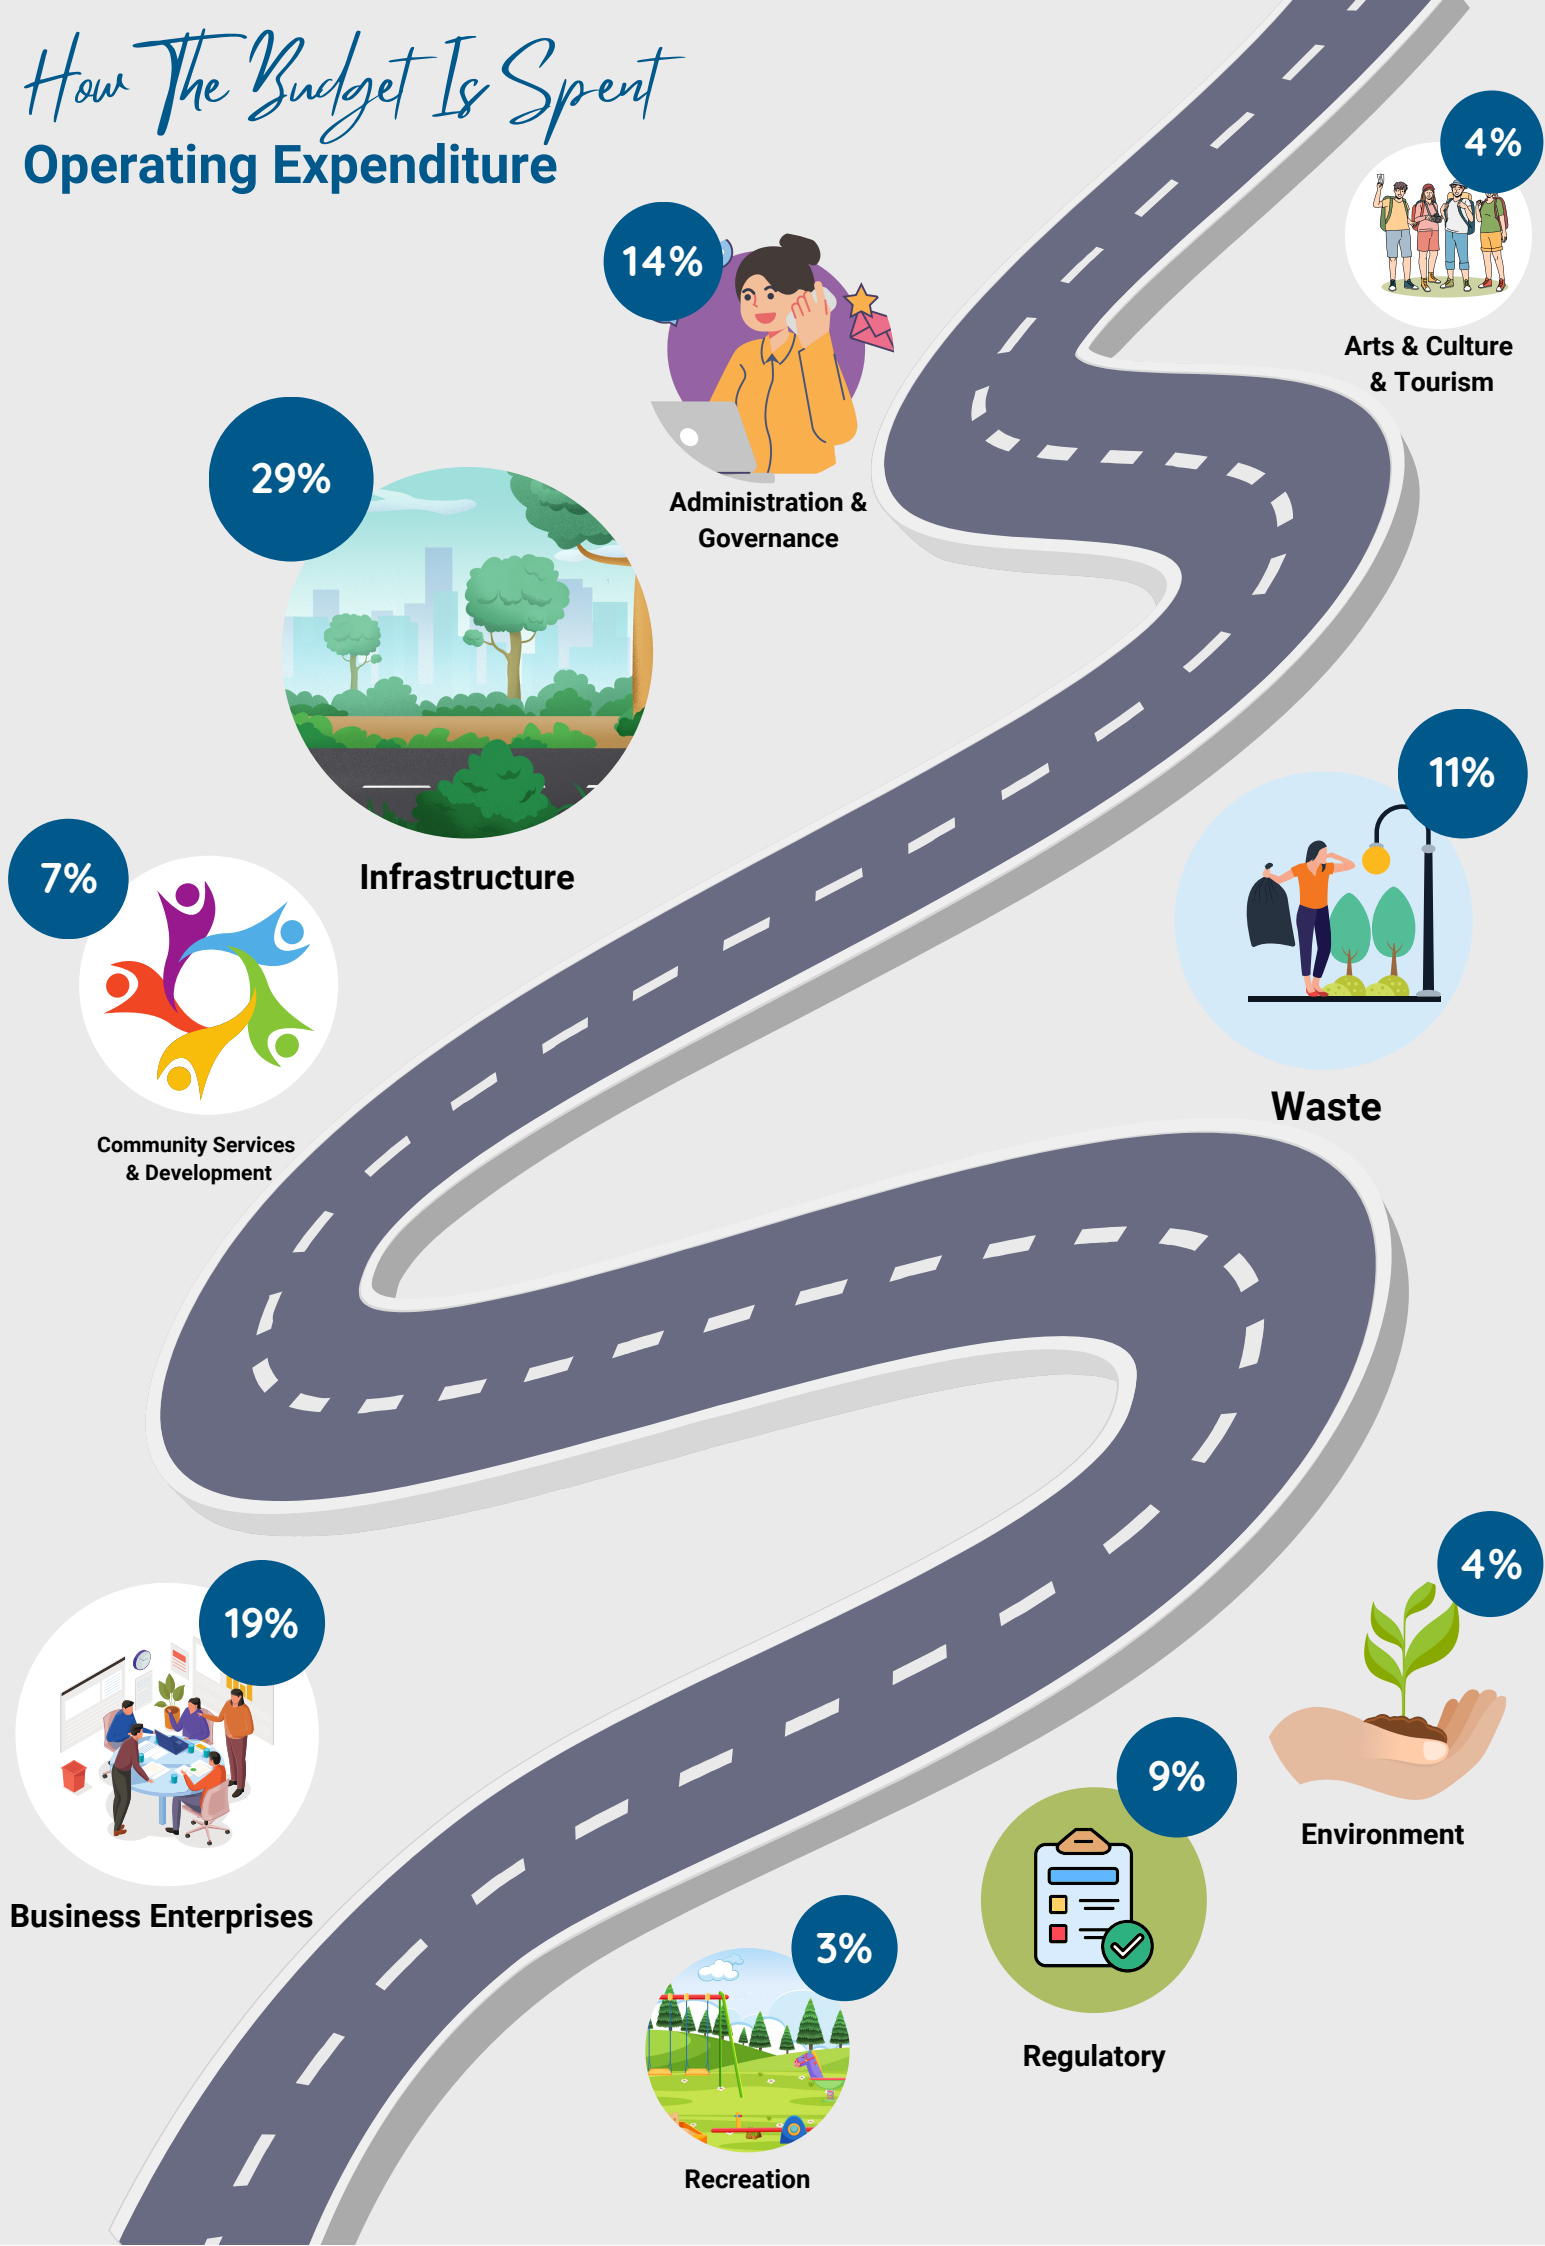 How The Budget Is Spent
Operating Expenditure
4%
Arts & Culture
& Tourism
14%
Administration &
Governance
29%
Infrastructure
11%
Waste
7%
Community Services
& Development
19%
Business Enterprises
4%
Environment
9%
Regulatory
3%
Recreation